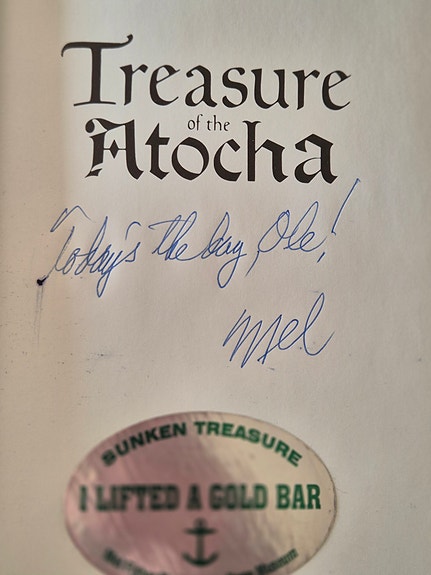 Treasure
of the
Atocha
"Today's the day, Ole!
Mel
SUNKEN TREASURE
I LIFTED A GOLD BAR